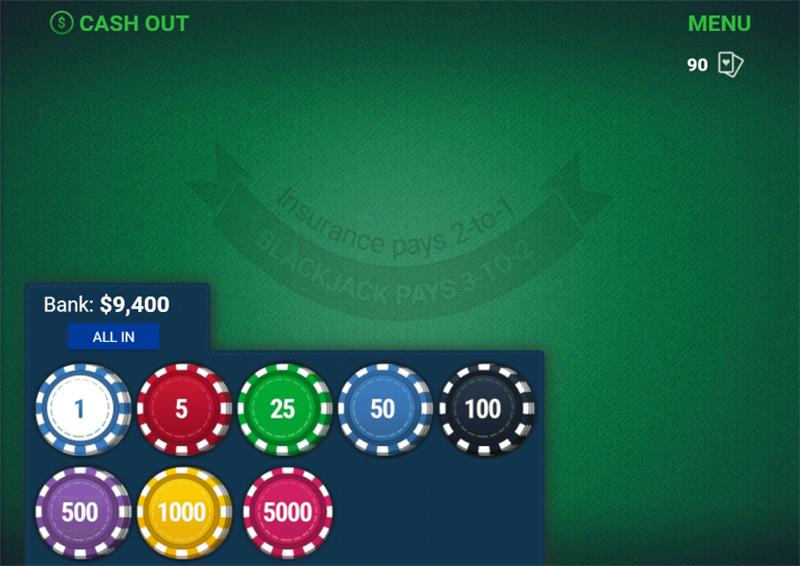 CASH OUT
MENU
90
Insurance pays 2-to-1
BLACKJACK PAYS 3-TO-2
Bank: $9,400
ALL IN
1 5 25 50 100
500 1000 5000